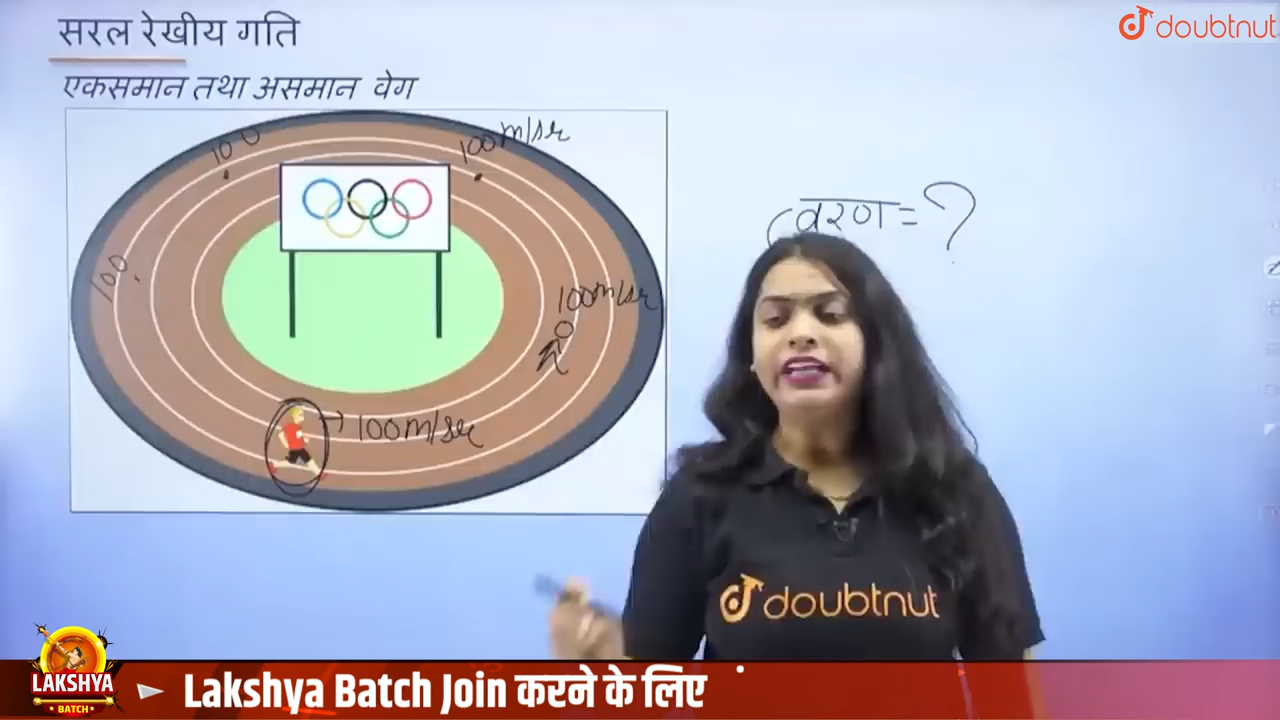 सरल रेखीय गति
doubtnut
एकसमान तथा असमान वेग
100
100m/sec
त्वरण = ?
100
100m/sec
100m/sec
doubtnut
LAKSHYA
BATCH
Lakshya Batch Join करने के लिए